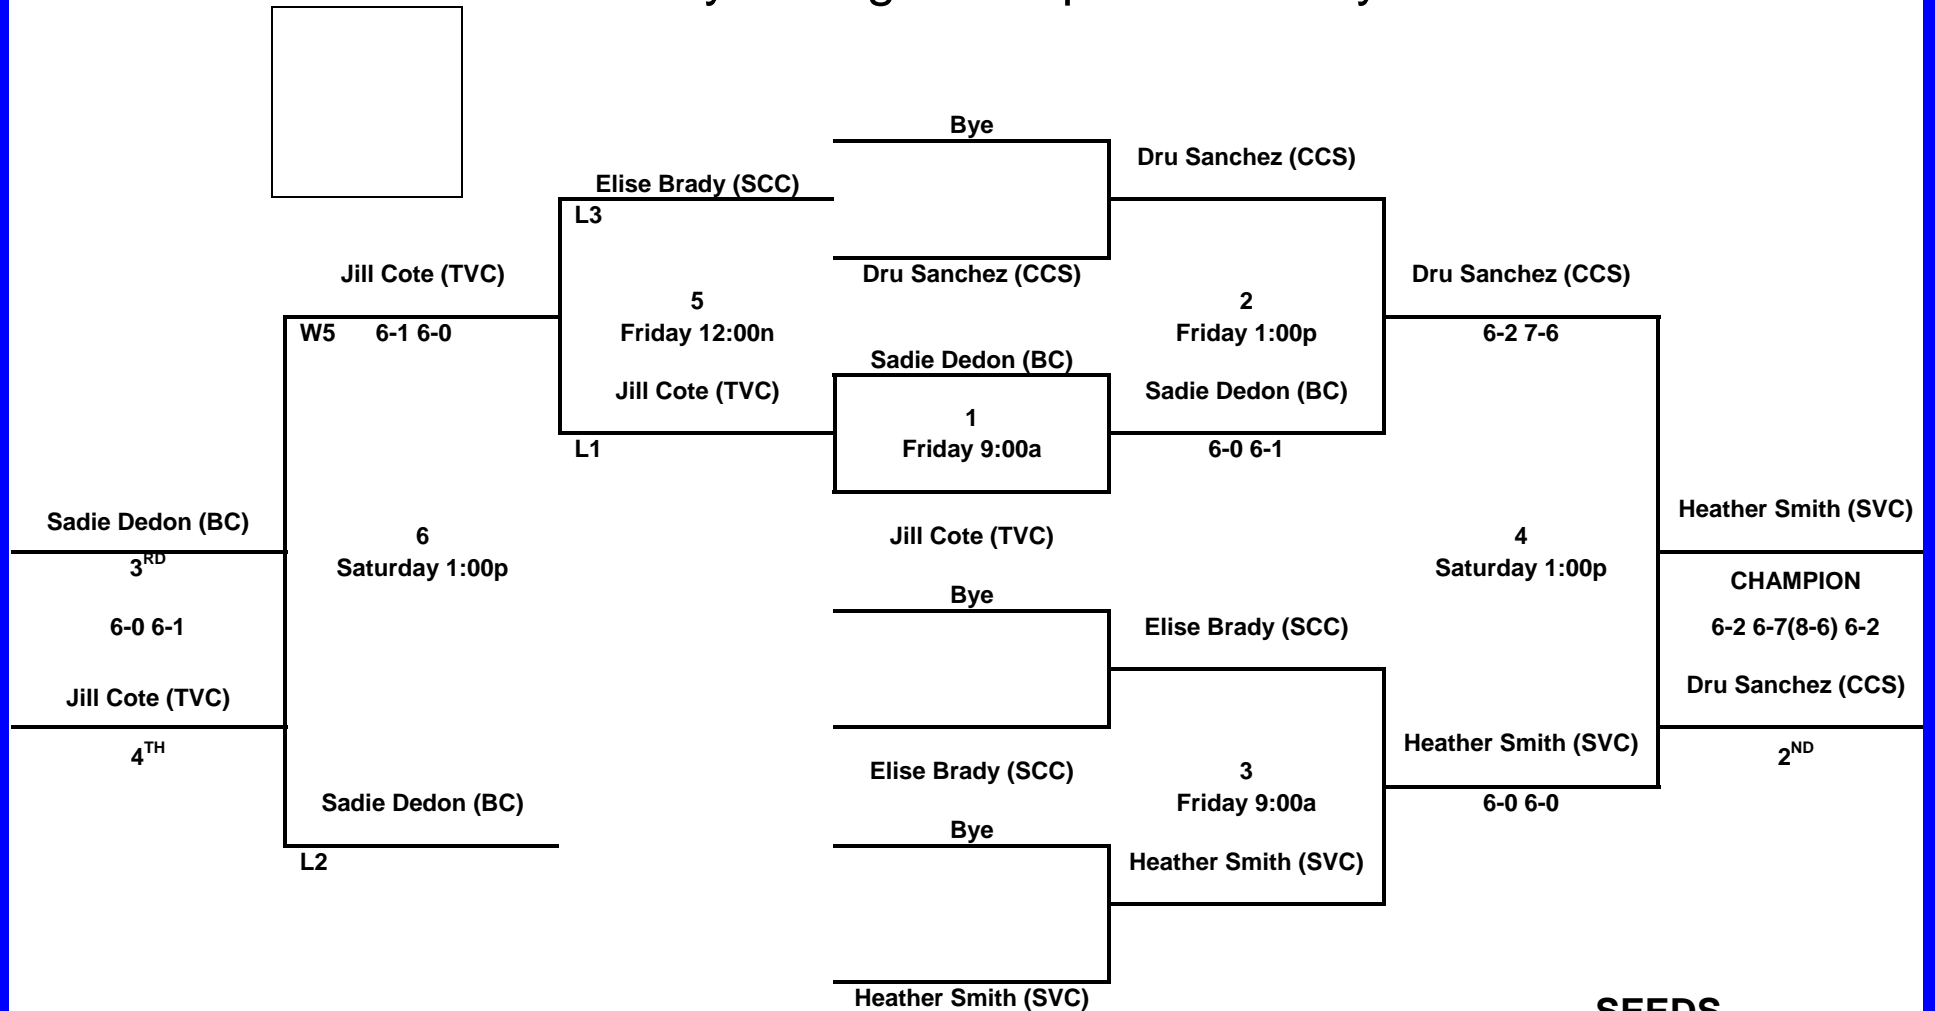 Bye
Dru Sanchez (CCS)
Elise Brady (SCC)
L3
Jill Cote (TVC)
Dru Sanchez (CCS)
Dru Sanchez (CCS)
5
2
W5 6-1 6-0
Friday 12:00n
Friday 1:00p
6-2 7-6
Sadie Dedon (BC)
Jill Cote (TVC)
Sadie Dedon (BC)
1
L1
Friday 9:00a
6-0 6-1
Heather Smith (SVC)
Sadie Dedon (BC)
6
Jill Cote (TVC)
4
3RD
Saturday 1:00p
Saturday 1:00p
CHAMPION
Bye
6-0 6-1
Elise Brady (SCC)
6-2 6-7(8-6) 6-2
Jill Cote (TVC)
Dru Sanchez (CCS)
4TH
Heather Smith (SVC)
2ND
Elise Brady (SCC)
3
Sadie Dedon (BC)
Friday 9:00a
6-0 6-0
Bye
L2
Heather Smith (SVC)
Heather Smith (SVC)
SEEDS